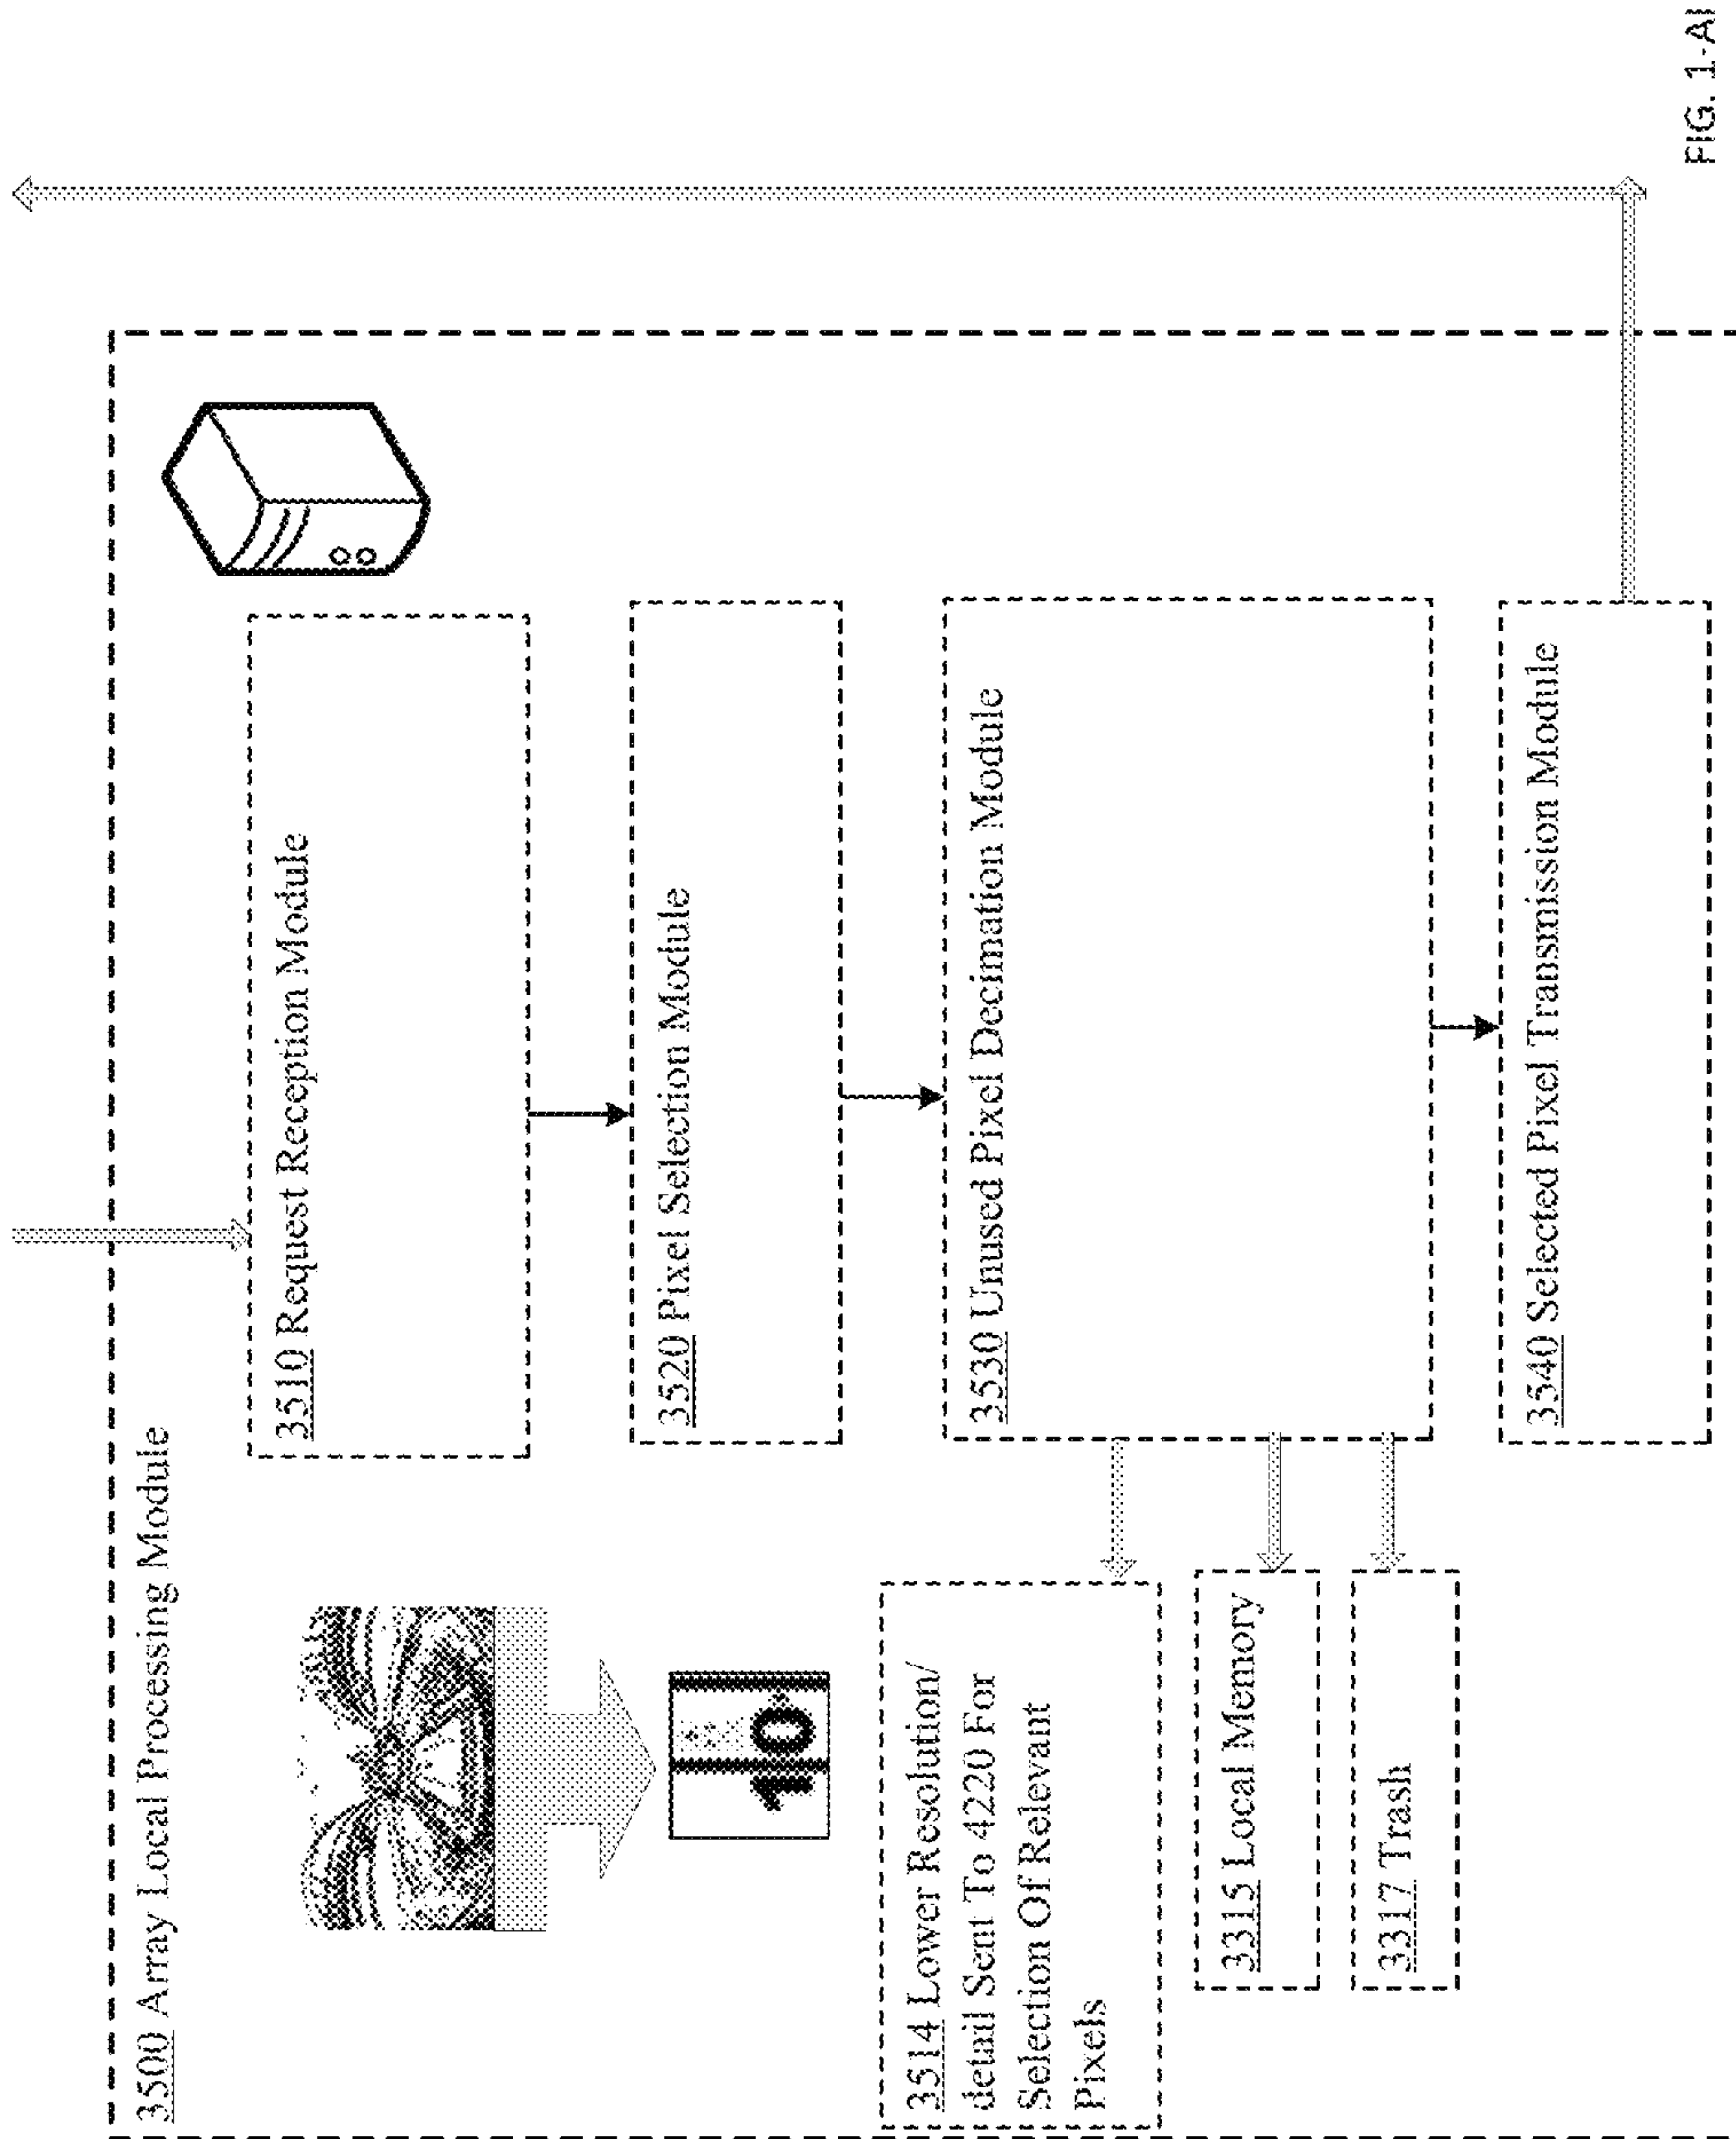 3500 Array Local Processing Module
3510 Request Reception Module
3520 Pixel Selection Module
10
3530 Unused Pixel Decimation Module
3514 Lower Resolution/
detail Sent To 4220 For
Selection Of Relevant
Pixels
3315 Local Memory
3317 Trash
3540 Selected Pixel Transmission Module
FIG. 1-AI